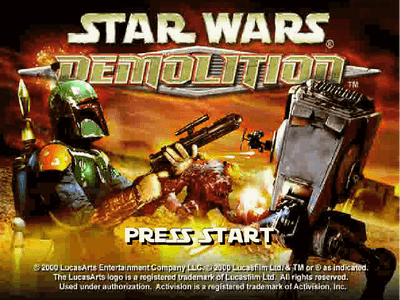 STAR WARS®
DEMOLITION™
PRESS START
© 2000 LucasArts Entertainment Company LLC. © 2000 Lucasfilm Ltd. & TM or ® as indicated.
The LucasArts logo is a registered trademark of Lucasfilm Ltd. All rights reserved.
Used under authorization. Activision is a registered trademark of Activision, Inc.